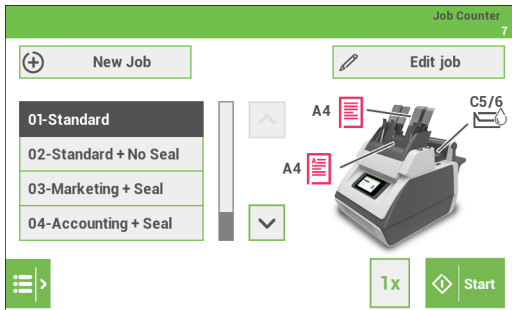 Job Counter
7
New Job
Edit job
01-Standard
02-Standard + No Seal
03-Marketing + Seal
04-Accounting + Seal
A4
C5/6
A4
1x
Start